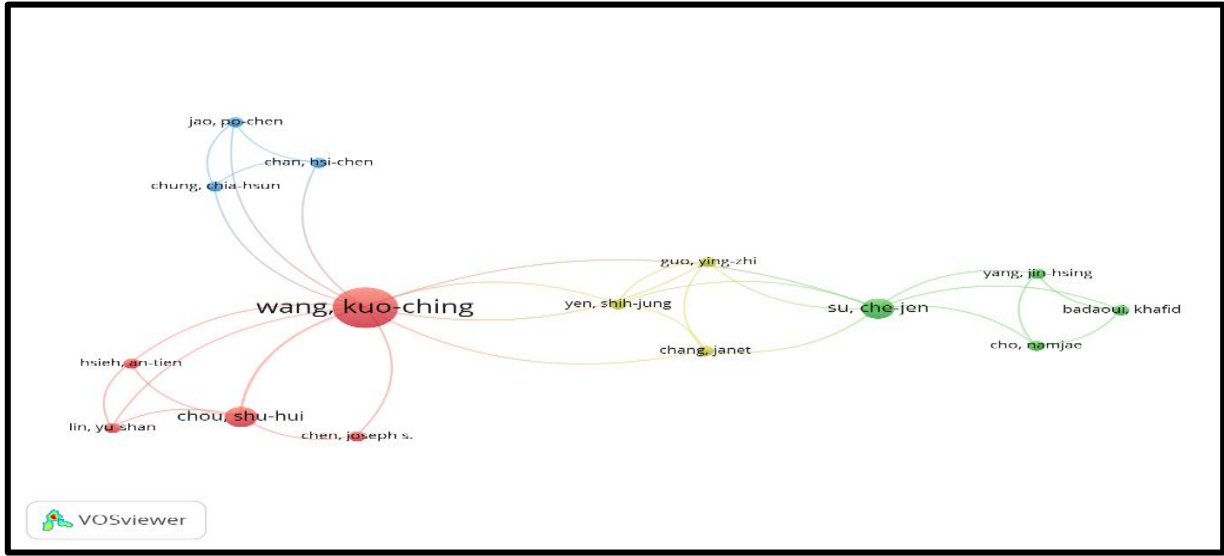 jao, po-chen
chan, hsi-chen
chung, chia-hsun
guo, ying-zhi
yang, jin-hsing
wang, kuo-ching
yen, shih-jung
su, che-jen
badaoui, khafid
chang, janet
cho, namjae
hsieh, an-tien
chou, shu-hui
lin, yu shan
chen, joseph s.
VOSviewer